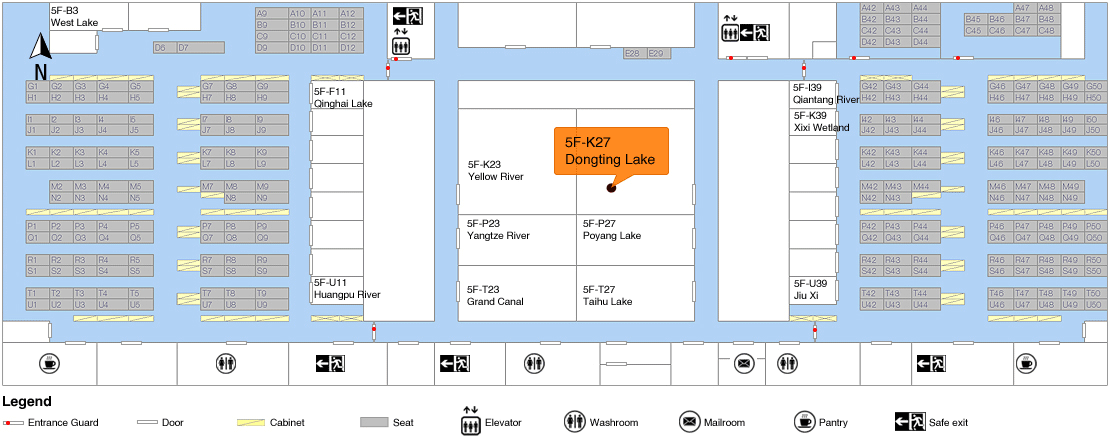 5F-B3
West Lake
N
D6 D7
A9 A10 A11 A12
B9 B10 B11 B12
C9 C10 C11 C12
D9 D10 D11 D12
E28 E29
A42 A43 A44
B42 B43 B44
C42 C43 C44
D42 D43 D44
A47 A48
B45 B46 B47 B48
C45 C46 C47 C48
G1 G2 G3 G4 G5
H1 H2 H3 H4 H5
G7 G8 G9
H7 H8 H9
I1 I2 I3 I4 I5
J1 J2 J3 J4 J5
I7 I8 I9
J7 J8 J9
K1 K2 K3 K4 K5
L1 L2 L3 L4 L5
K7 K8 K9
L7 L8 L9
M2 M3 M4 M5
N2 N3 N4 N5
M7 M8 M9
N8 N9
P1 P2 P3 P4 P5
Q1 Q2 Q3 Q4 Q5
P7 P8 P9
Q7 Q8 Q9
R1 R2 R3 R4 R5
S1 S2 S3 S4 S5
R7 R8 R9
S7 S8 S9
T1 T2 T3 T4 T5
U1 U2 U3 U4 U5
T7 T8 T9
U7 U8 U9
5F-F11
Qinghai Lake
5F-U11
Huangpu River
5F-K23
Yellow River
5F-K27
Dongting Lake
5F-P23
Yangtze River
5F-P27
Poyang Lake
5F-T23
Grand Canal
5F-T27
Taihu Lake
5F-I39
Qiantang River
5F-K39
Xixi Wetland
5F-U39
Jiu Xi
G42 G43 G44
H42 H43 H44
G46 G47 G48 G49 G50
H46 H47 H48 H49 H50
I42 I43 I44
J42 J43 J44
I46 I47 I48 I49 I50
J46 J47 J48 J49 J50
K42 K43 K44
L42 L43 L44
K46 K47 K48 K49 K50
L46 L47 L48 L49 L50
M42 M43 M44
N42 N43
M46 M47 M48 M49
N46 N47 N48 N49
P42 P43 P44
Q42 Q43 Q44
P46 P47 P48 P49 P50
Q46 Q47 Q48 Q49 Q50
R42 R43 R44
S42 S43 S44
R46 R47 R48 R49 R50
S46 S47 S48 S49 S50
T42 T43 T44
U42 U43 U44
T46 T47 T48 T49 T50
U46 U47 U48 U49 U50
Legend
Entrance Guard
Door
Cabinet
Seat
Elevator
Washroom
Mailroom
Pantry
Safe exit